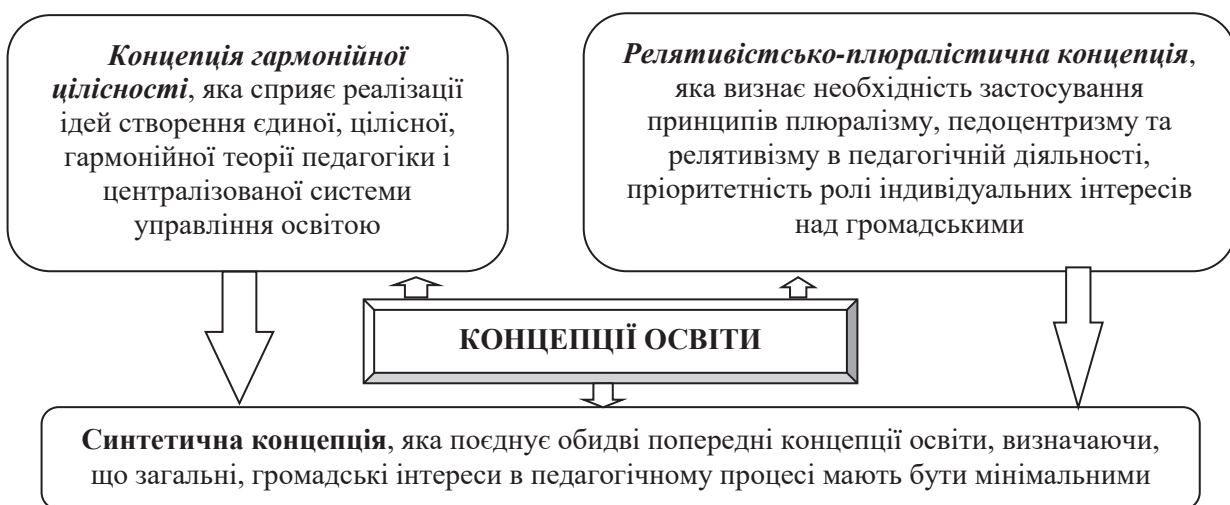 Концепція гармонійної
цілісності, яка сприяє реалізації
ідей створення єдиної, цілісної,
гармонійної теорії педагогіки і
централізованої системи
управління освітою
Релятивістсько-плюралістична концепція,
яка визнає необхідність застосування
принципів плюралізму, педоцентризму та
релятивізму в педагогічній діяльності,
пріоритетність ролі індивідуальних інтересів
над громадськими
КОНЦЕПЦІЇ ОСВІТИ
Синтетична концепція, яка поєднує обидві попередні концепції освіти, визначаючи,
що загальні, громадські інтереси в педагогічному процесі мають бути мінімальними